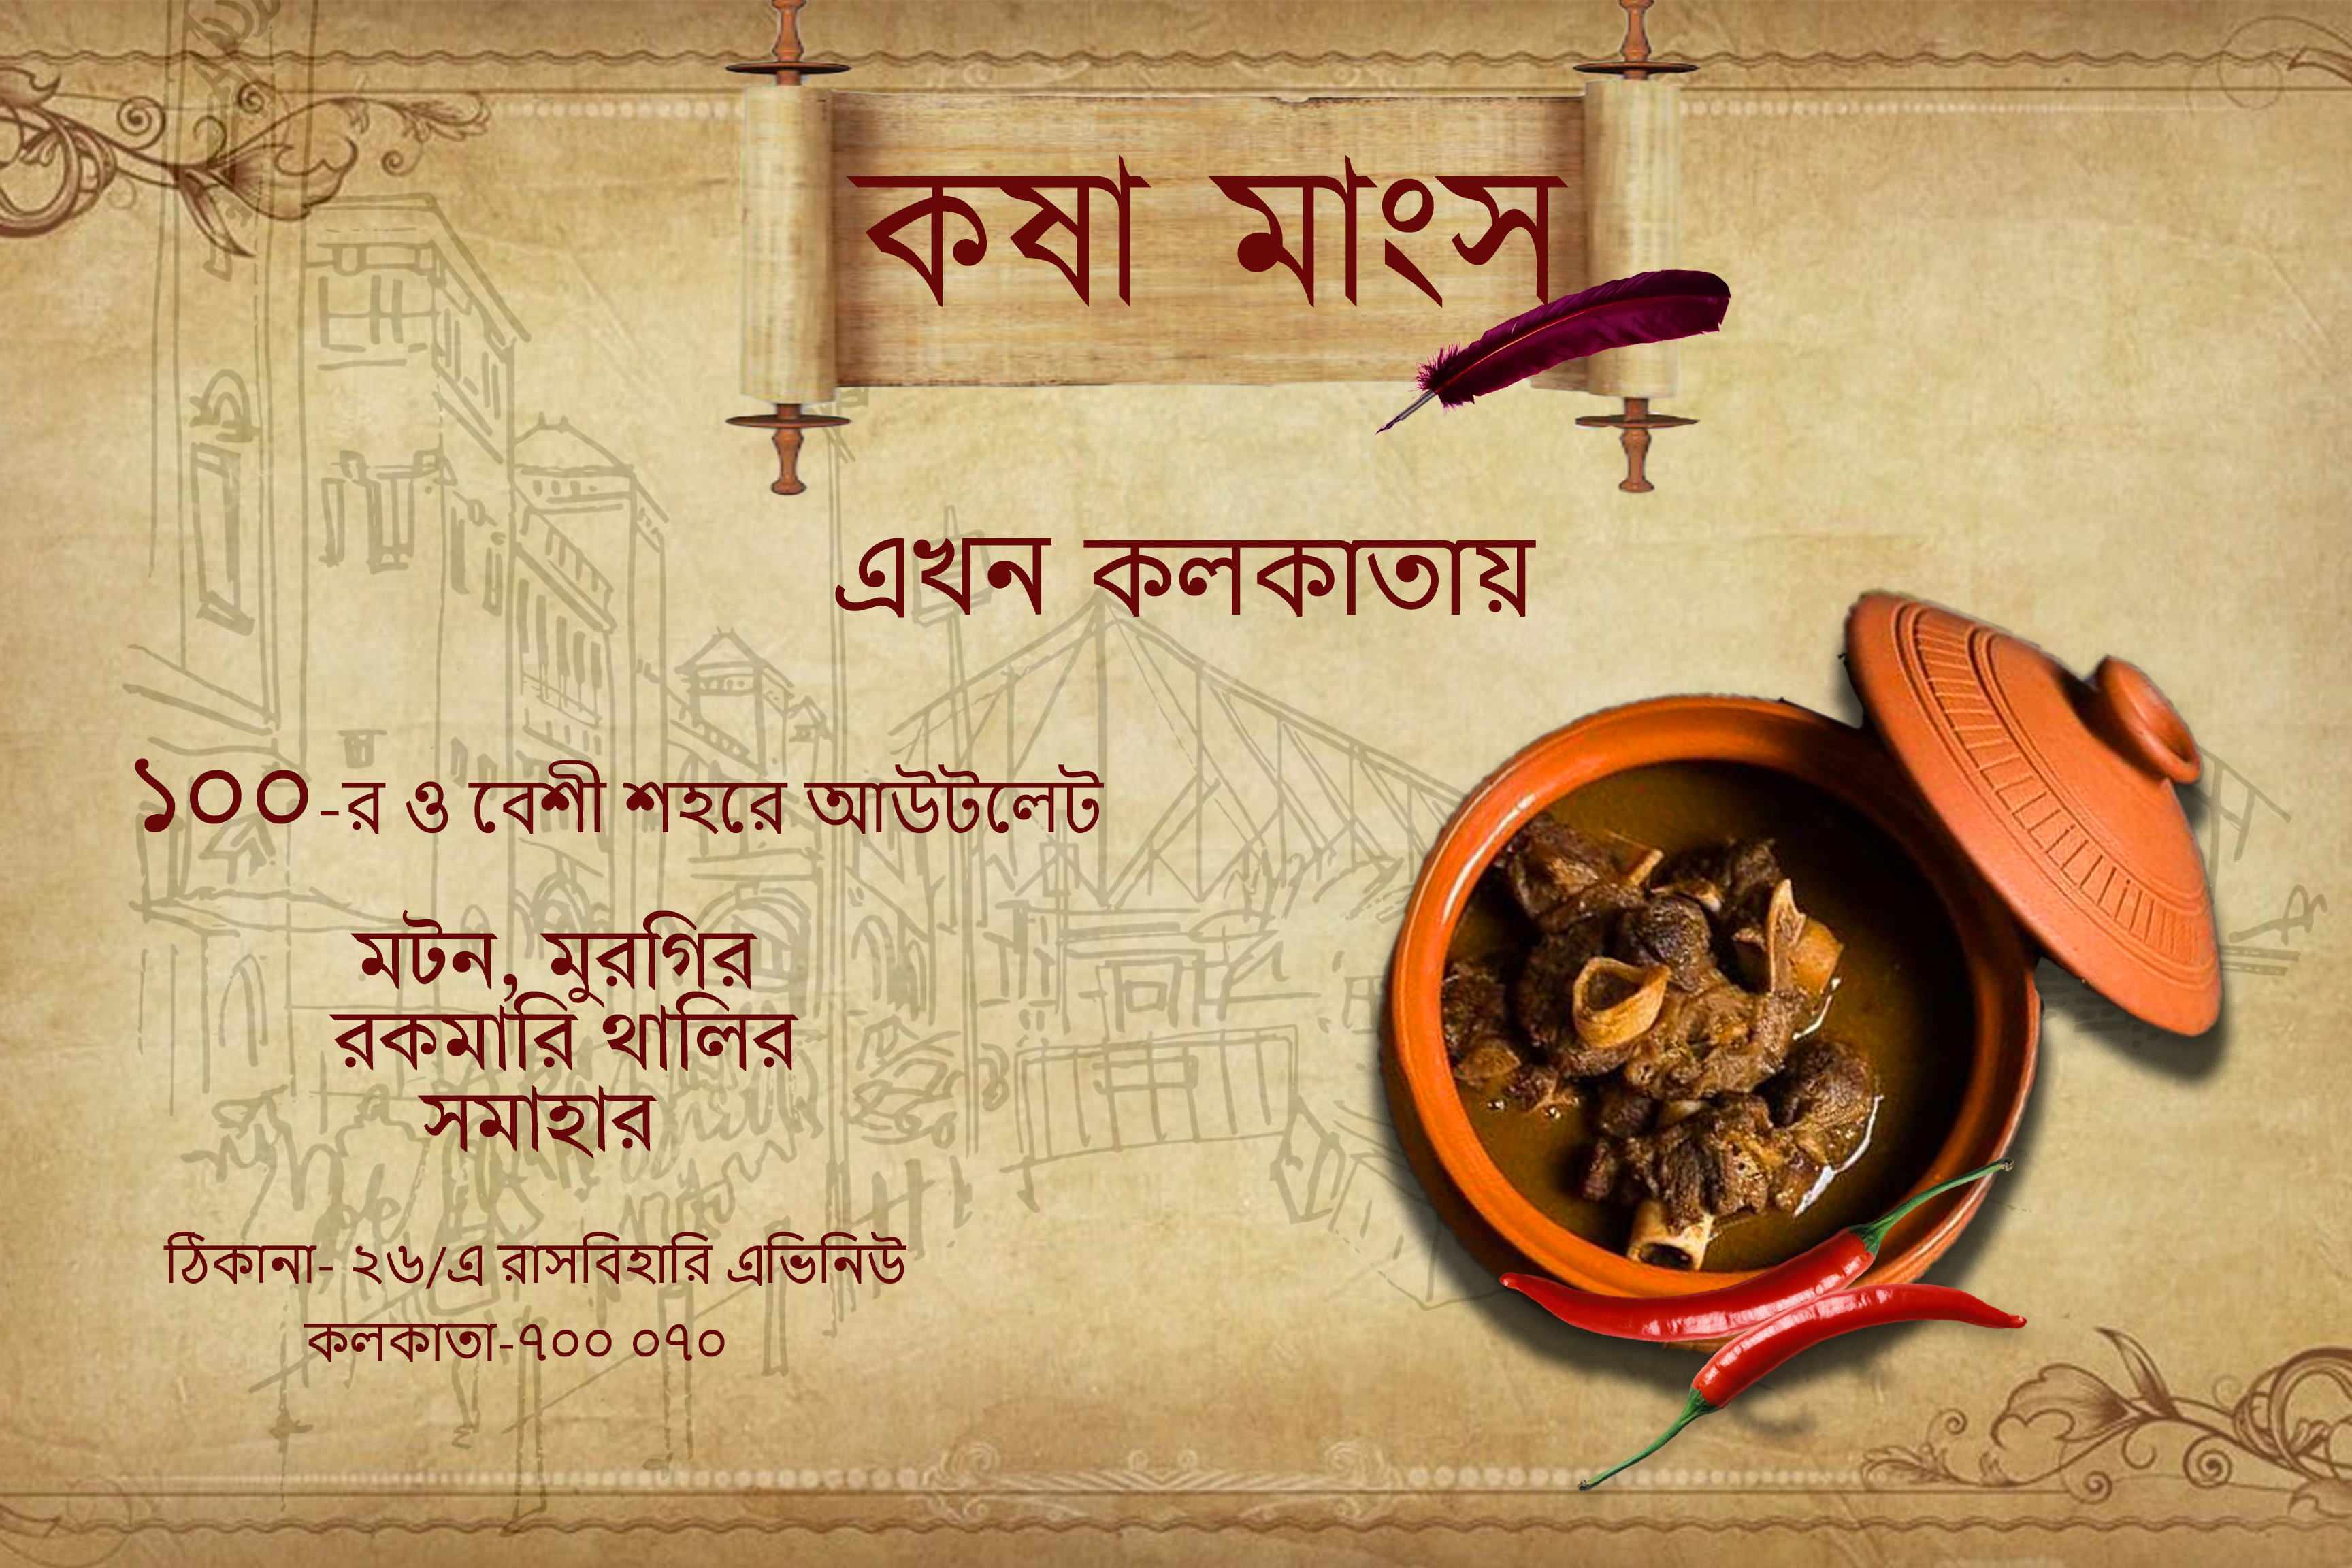 কষা মাংস
এখন কলকাতায়
১০০-র ও বেশী শহরে আউটলেট
মটন, মুরগির
রকমারি থালির
সমাহার
ঠিকানা- ২৬/এ রাসবিহারি এভিনিউ
কলকাতা-৭০০ ০৭০